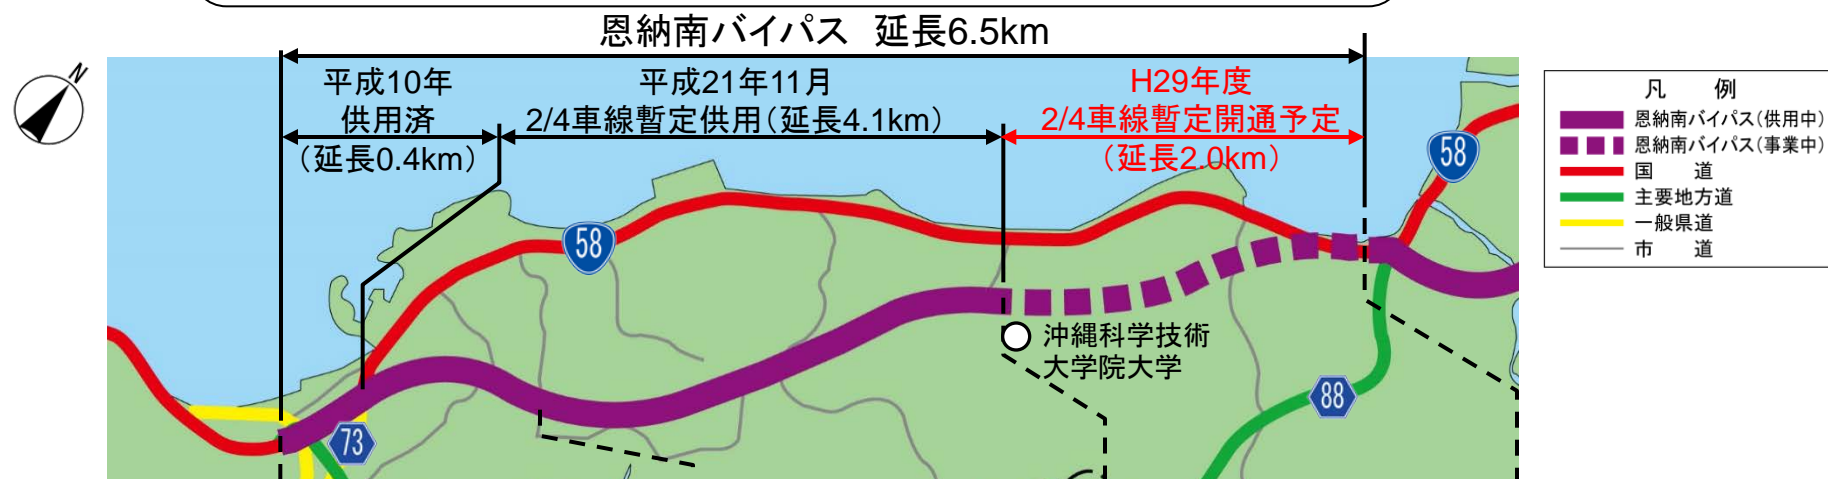 恩納南バイパス 延長6.5km
平成10年
供用済
(延長0.4km)
平成21年11月
2/4車線暫定供用(延長4.1km)
H29年度
2/4車線暫定開通予定
(延長2.0km)
N
凡 例
恩納南バイパス(供用中)
恩納南バイパス(事業中)
国 道
主要地方道
一般県道
市 道
58
58
沖縄科学技術
大学院大学
88
73